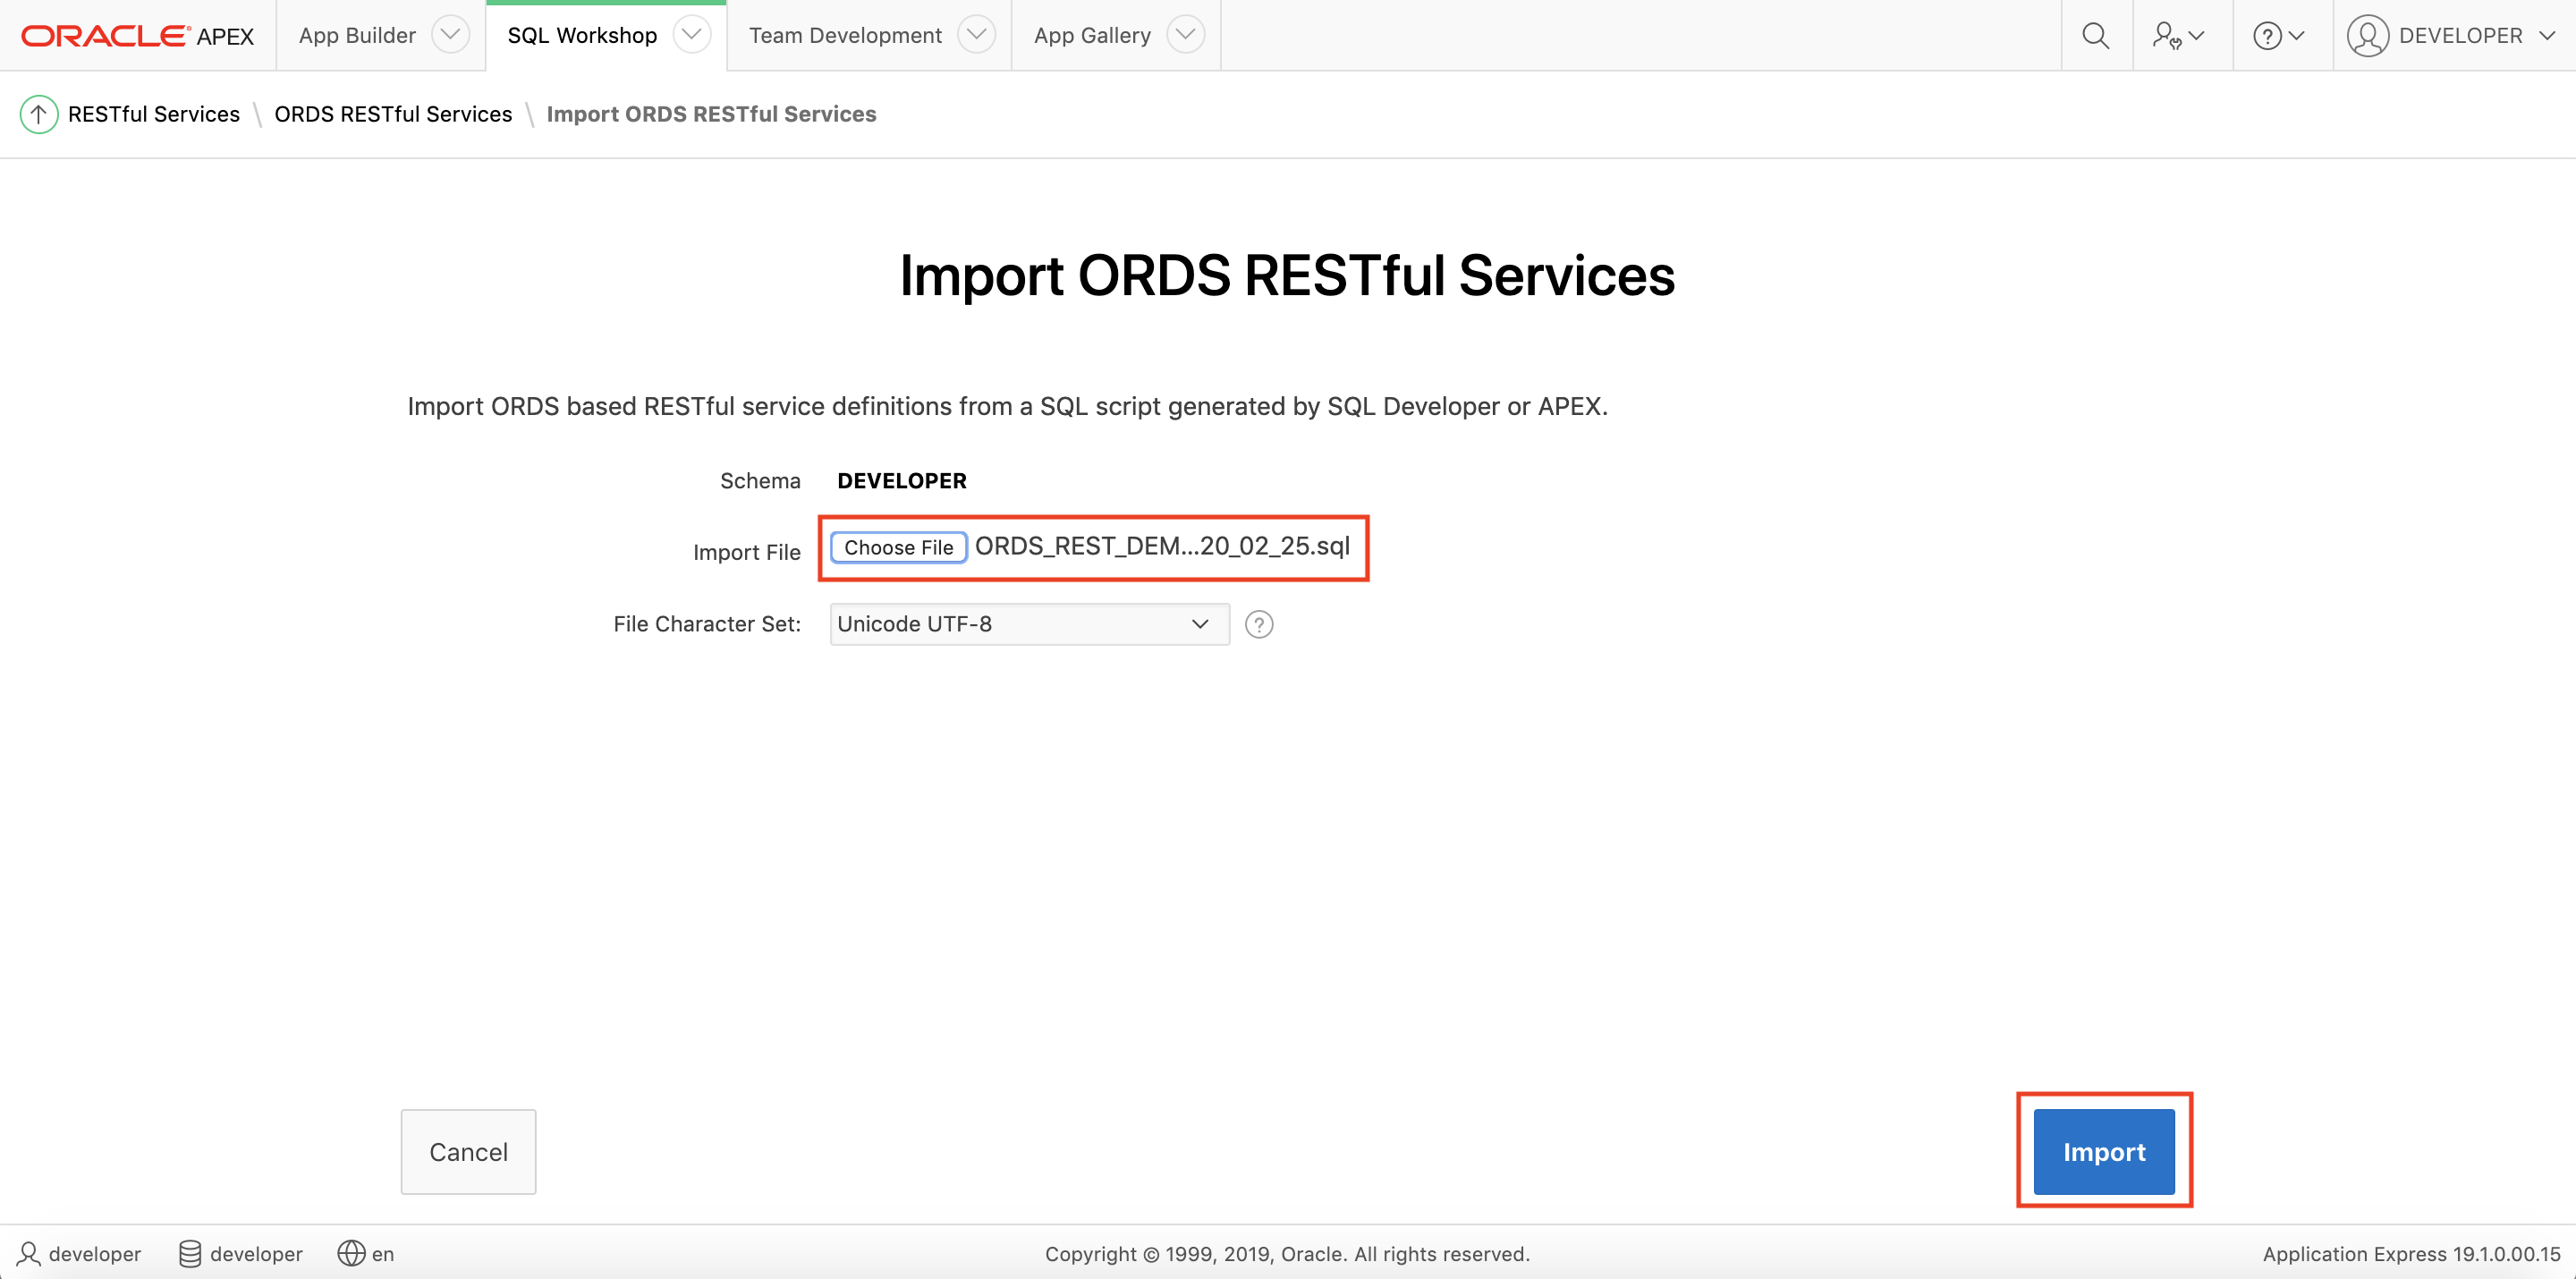 ORACLE® APEX App Builder SQL Workshop Team Development App Gallery ? DEVELOPER
RESTful Services \ ORDS RESTful Services \ Import ORDS RESTful Services
Import ORDS RESTful Services
Import ORDS based RESTful service definitions from a SQL script generated by SQL Developer or APEX.
Schema DEVELOPER
Import File Choose File ORDS_REST_DEM...20_02_25.sql
File Character Set: Unicode UTF-8 ?
Cancel Import
developer developer en Copyright © 1999, 2019, Oracle. All rights reserved. Application Express 19.1.0.00.15